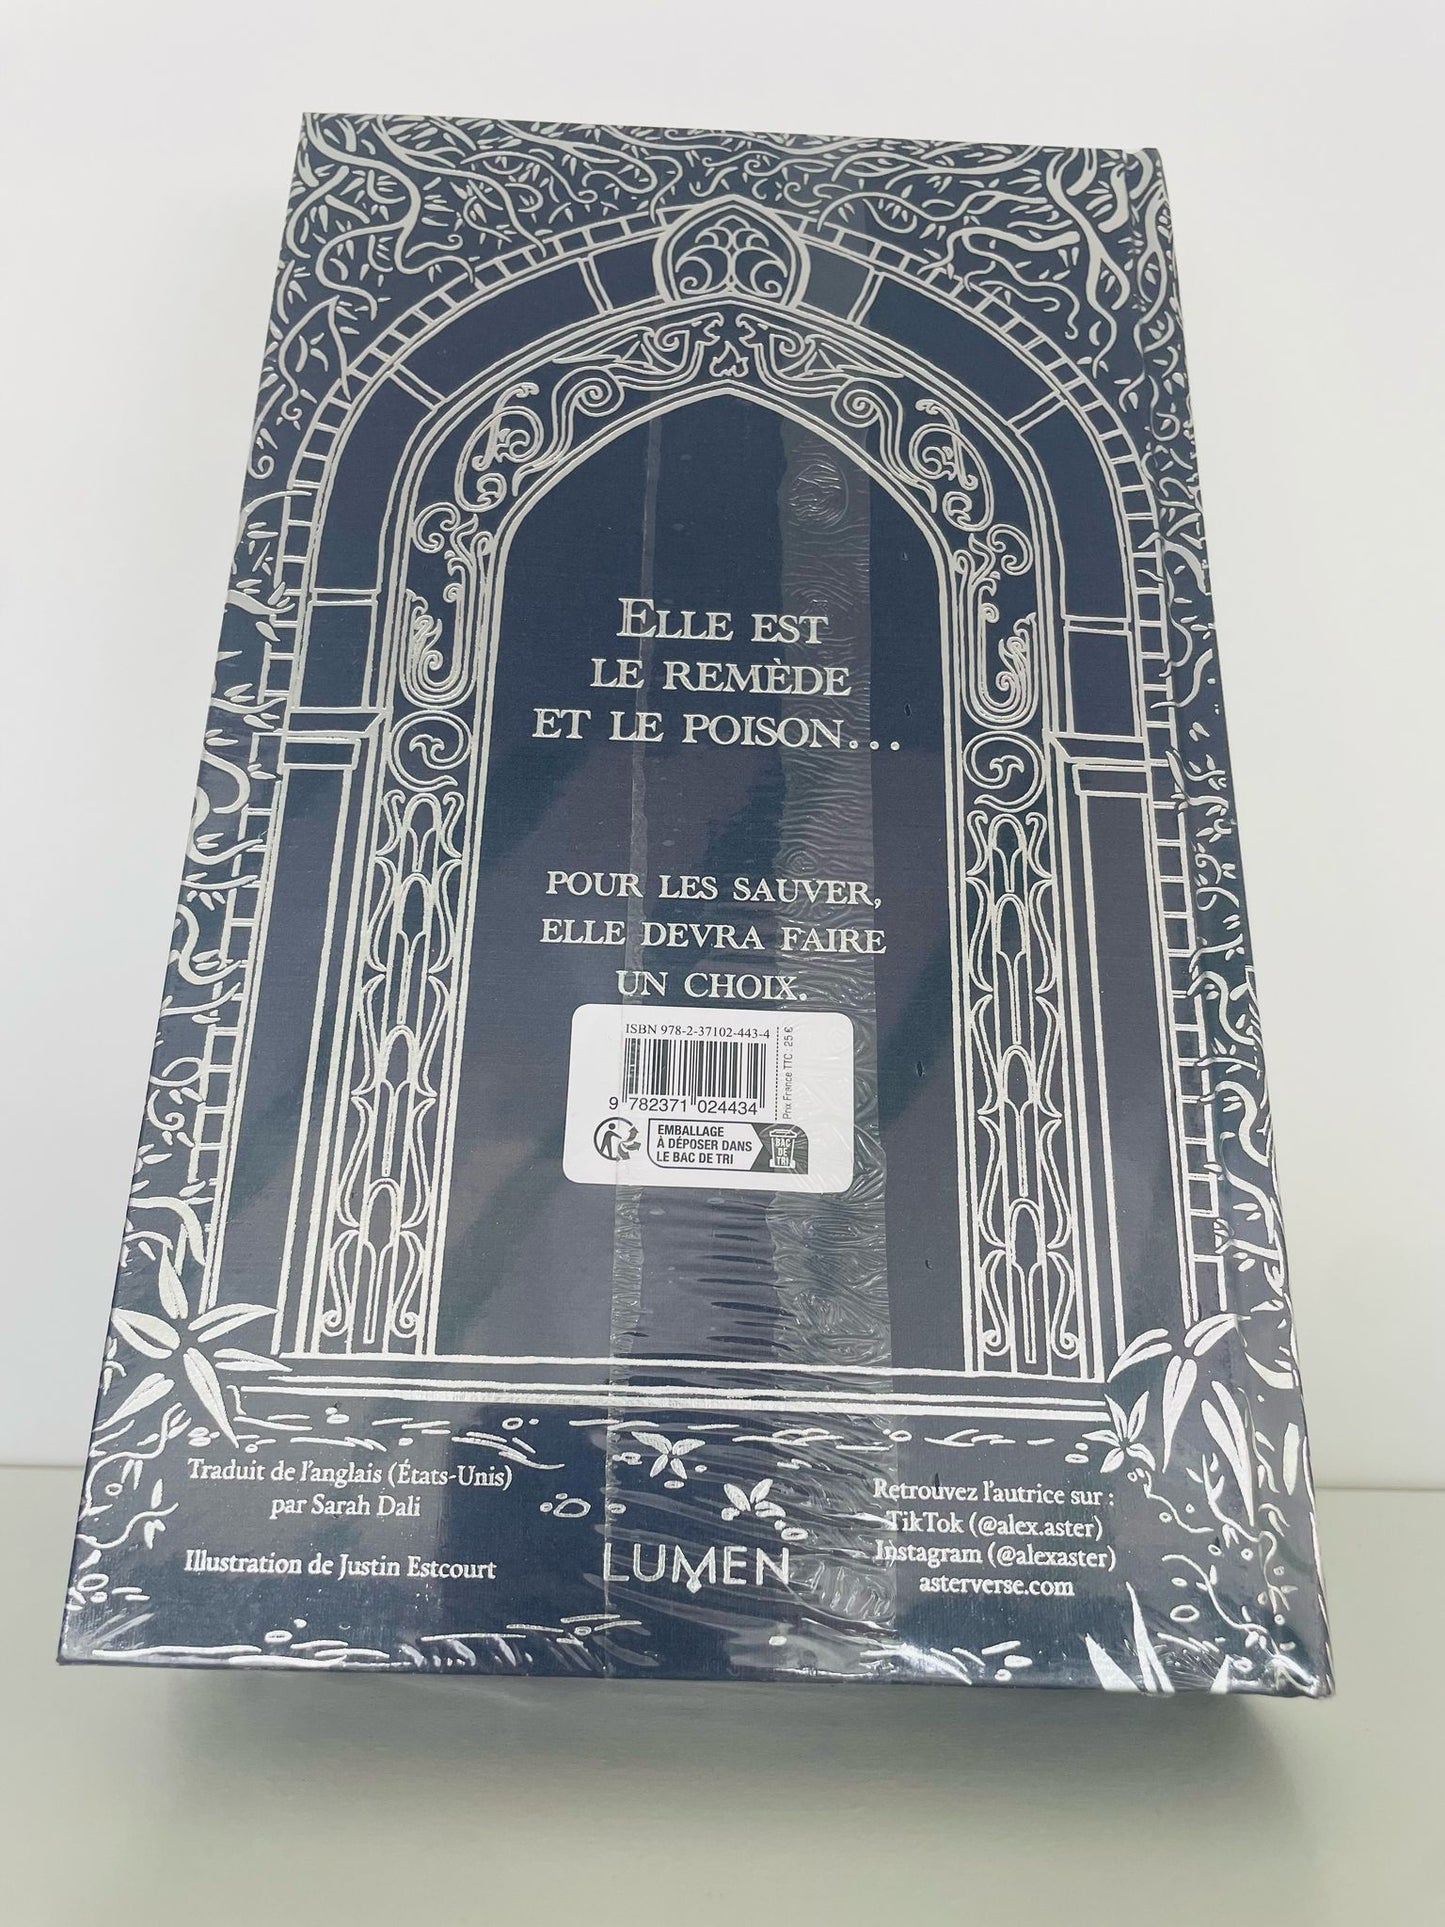 ELLE EST
LE REMÈDE
ET LE POISON...
POUR LES SAUVER,
ELLE DEVRA FAIRE
UN CHOIX.
ISBN 978-2-37102-443-4
Prix France TTC : 25 €
9 782371 024434
EMBALLAGE
À DÉPOSER DANS
LE BAC DE TRI
BAC
DE
TRI
Traduit de l'anglais (États-Unis)
par Sarah Dali
Illustration de Justin Estcourt
LUMEN
Retrouvez l'autrice sur :
TikTok (@alex.aster)
Instagram (@alexaster)
asterverse.com